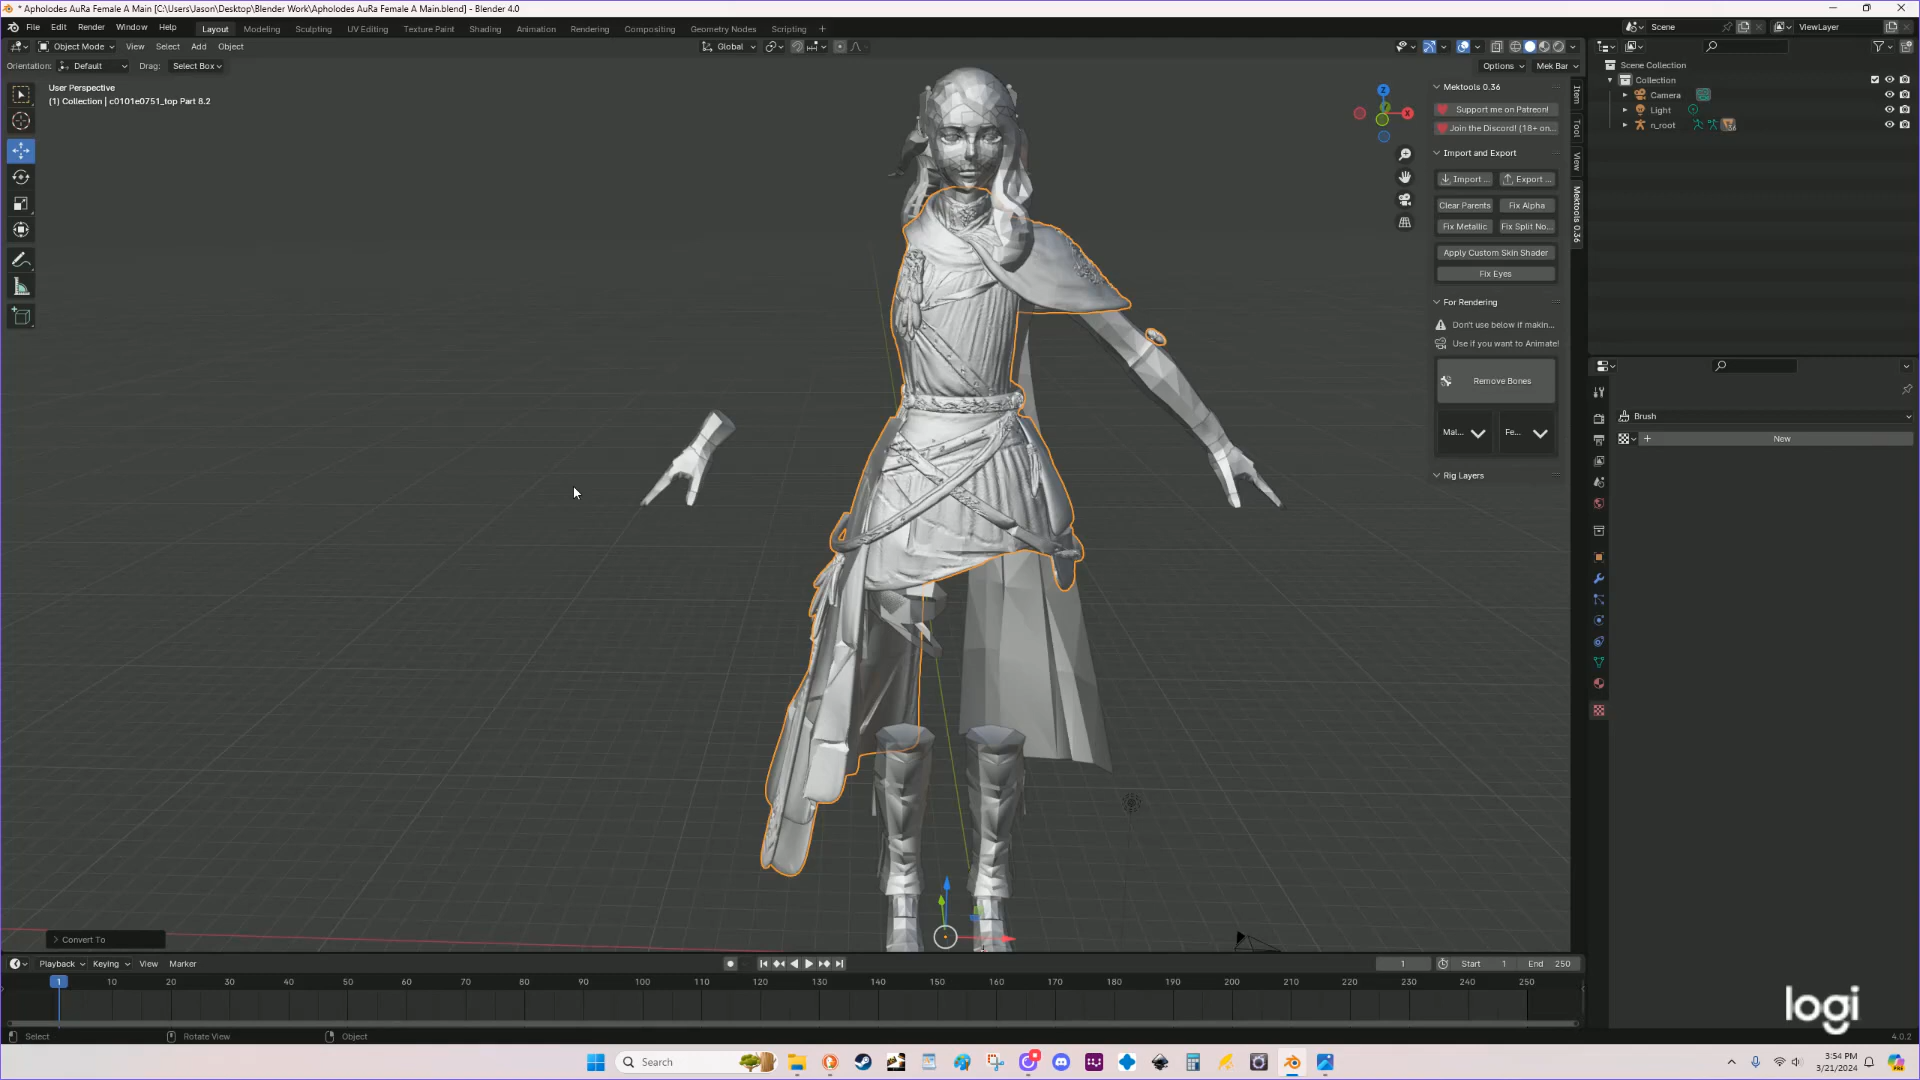 * Apholodes AuRa Female A Main [C:\Users\Jason\Desktop\Blender Work\Apholodes AuRa Female A Main.blend] - Blender 4.0
File Edit Render Window Help Layout Modeling Sculpting UV Editing Texture Paint Shading Animation Rendering Compositing Geometry Nodes Scripting + Scene ViewLayer
Object Mode View Select Add Object Global
Orientation: Default Drag: Select Box Options Mek Bar
User Perspective
(1) Collection | c0101e0751_top Part 8.2
Z
Y
X
Mektools 0.36
Support me on Patreon!
Join the Discord! (18+ on...
Import and Export
Import ... Export ...
Clear Parents Fix Alpha
Fix Metallic Fix Split No...
Apply Custom Skin Shader
Fix Eyes
For Rendering
Don't use below if makin...
Use if you want to Animate!
Remove Bones
Mal... Fe...
Rig Layers
Item
Tool
View
Mektools 0.36
Scene Collection
Collection
Camera
Light
n_root
36
Brush
+ New
Convert To
Playback Keying View Marker 1 Start 1 End 250
1 10 20 30 40 50 60 70 80 90 100 110 120 130 140 150 160 170 180 190 200 210 220 230 240 250
Select Rotate View Object 4.0.2
logi
Search
3:54 PM
3/21/2024